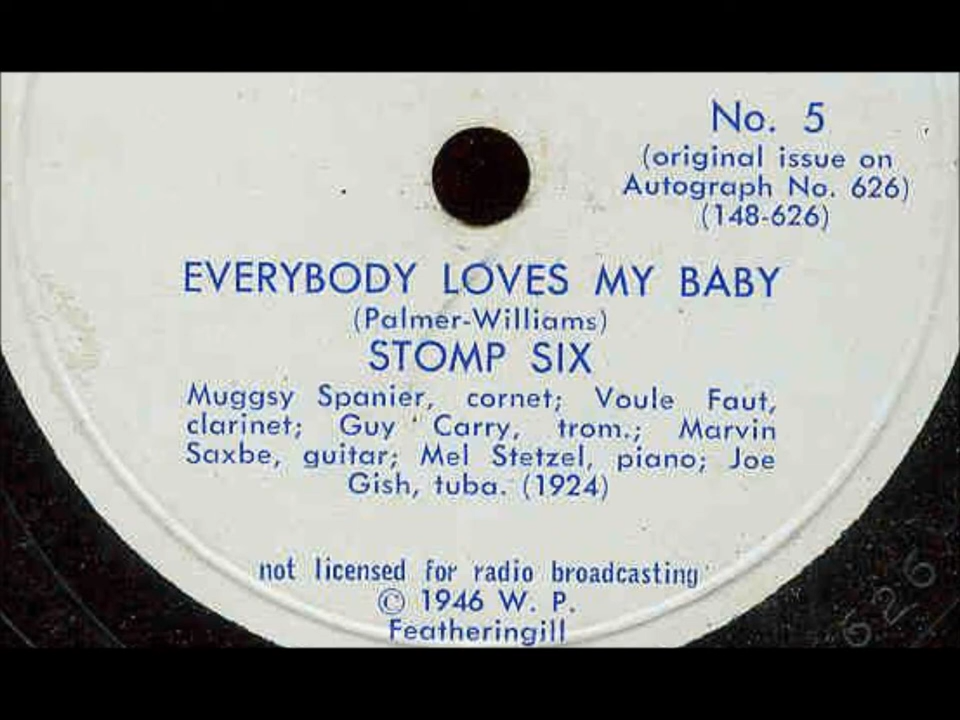 No. 5
(original issue on
Autograph No. 626)
(148-626)
EVERYBODY LOVES MY BABY
(Palmer-Williams)
STOMP SIX
Muggsy Spanier, cornet; Voule Faut,
clarinet; Guy Carry, trom.; Marvin
Saxbe, guitar; Mel Stetzel, piano; Joe
Gish, tuba. (1924)
not licensed for radio broadcasting
© 1946 W. P.
Featheringill
626